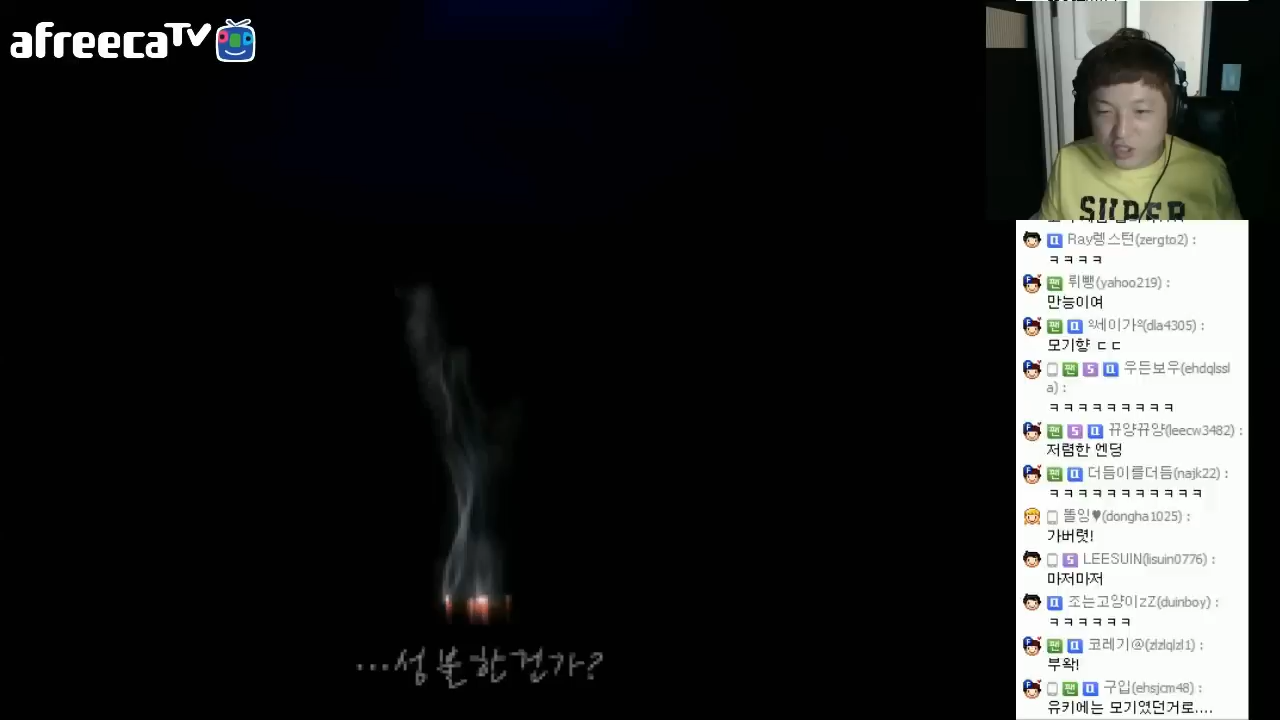 afreecaTV
SUPER
Ray렝스턴(zergto2) :
ㅋㅋㅋㅋ
뤼빵(yahoo219) :
만능이여
세이가(dla4305) :
모기향 ㄷㄷ
우든보우(ehdqlssl
a) :
ㅋㅋㅋㅋㅋㅋㅋㅋㅋ
뀨양뀨양(leecw3482) :
저렴한 엔딩
더듬이를더듬(najk22) :
ㅋㅋㅋㅋㅋㅋㅋㅋㅋㅋㅋ
똘잉♥(dongha1025) :
가버렷!
LEESUIN(lisuin0776) :
마저마저
조는고양이zZ(duinboy) :
ㅋㅋㅋㅋㅋㅋ
코레기@(zlzlqlzl1) :
부왁!
구입(ehsjcm48) :
유키에는 모기였던거로....
...성불한건가?